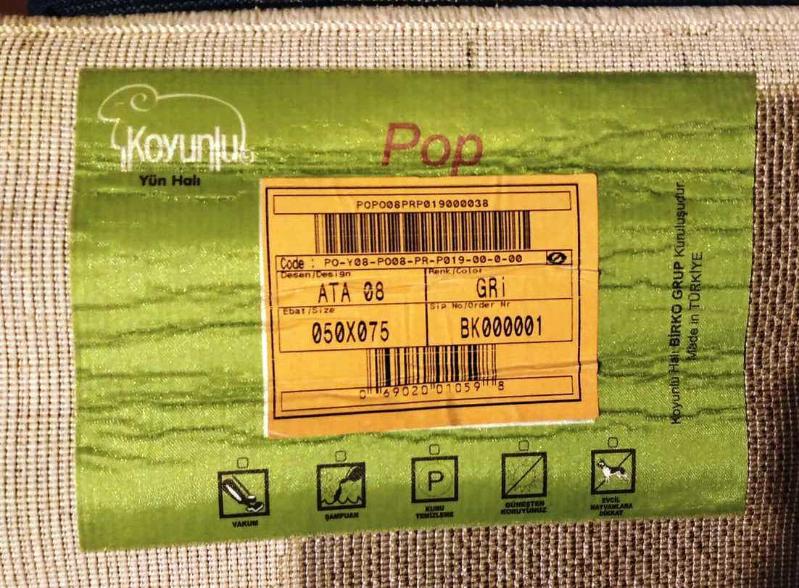 Koyunlu
Yün Halı
Pop
POPO08PRP019000038
Code : PO-Y08-PO08-PR-P019-00-0-00
Desen/Design
Renk/Color
ATA 08
GRi
Ebat/Size
Sip No/Order Nr
050X075
BK000001
0 69020 01059 8
Koyunlu Halı BİRKO GRUP Kuruluşudur.
Made in TÜRKİYE
P
VAKUM
ŞAMPUAN
KURU
TEMİZLEME
GÜNEŞTEN
KORUYUNUZ
EVCİL
HAYVANLARA
DİKKAT